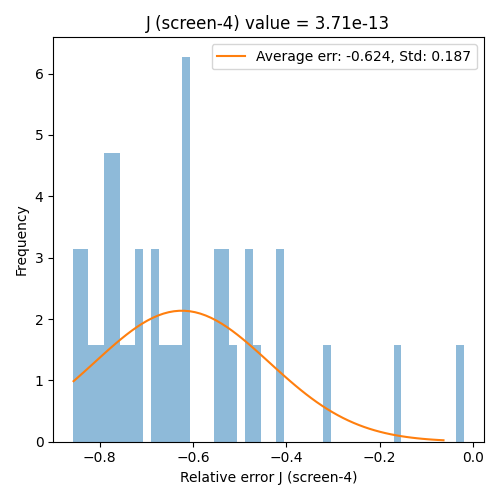 J (screen-4) value = 3.71e-13
Average err: -0.624, Std: 0.187
Frequency
6
5
4
3
2
1
0
−0.8 −0.6 −0.4 −0.2 0.0
Relative error J (screen-4)